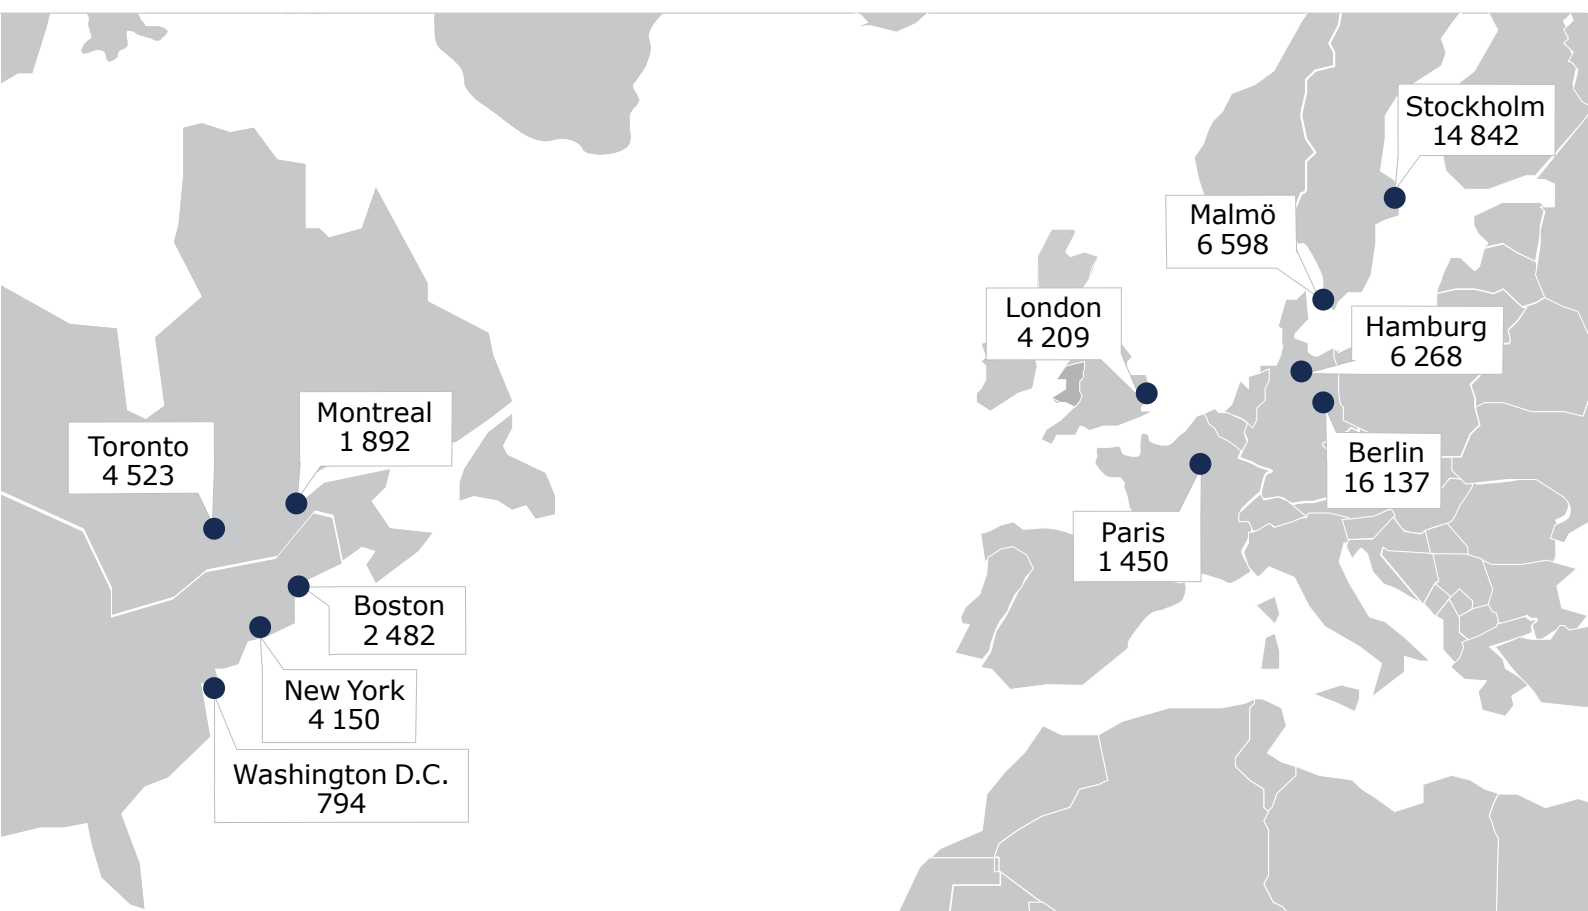 Stockholm
14 842
Malmö
6 598
London
4 209
Hamburg
6 268
Montreal
1 892
Toronto
4 523
Berlin
16 137
Paris
1 450
Boston
2 482
New York
4 150
Washington D.C.
794